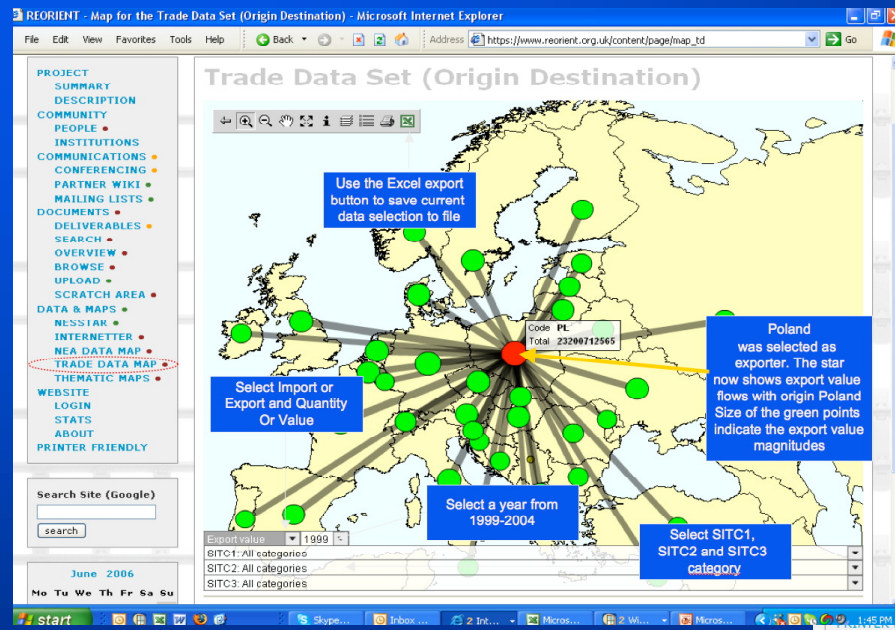 REORIENT - Map for the Trade Data Set (Origin Destination) - Microsoft Internet Explorer
File Edit View Favorites Tools Help
Back
Address https://www.reorient.org.uk/content/page/map_td
Go
PROJECT
SUMMARY
DESCRIPTION
COMMUNITY
PEOPLE
INSTITUTIONS
COMMUNICATIONS
CONFERENCING
PARTNER WIKI
MAILING LISTS
DOCUMENTS
DELIVERABLES
SEARCH
OVERVIEW
BROWSE
UPLOAD
SCRATCH AREA
DATA & MAPS
NESSTAR
INTERNETTER
NEA DATA MAP
TRADE DATA MAP
THEMATIC MAPS
WEBSITE
LOGIN
STATS
ABOUT
PRINTER FRIENDLY
Search Site (Google)
search
June 2006
Mo Tu We Th Fr Sa Su
Trade Data Set (Origin Destination)
Use the Excel export
button to save current
data selection to file
Code PL
Total 23200712565
Poland
was selected as
exporter. The star
now shows export value
flows with origin Poland
Size of the green points
indicate the export value
magnitudes
Select Import or
Export and Quantity
Or Value
Select a year from
1999-2004
Select SITC1,
SITC2 and SITC3
category
Export value 1999
SITC1: All categories
SITC2: All categories
SITC3: All categories
start
Skype...
Inbox ...
2 Int...
Micros...
2 Wi...
Micros...
1:45 PM